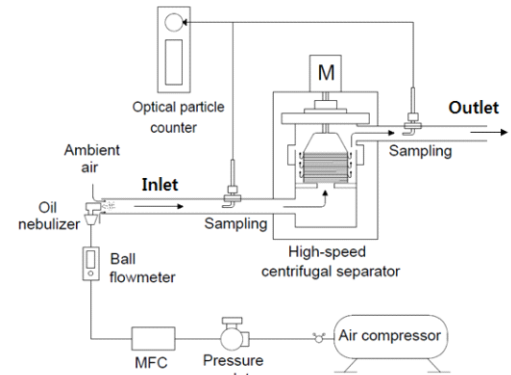 M
Optical particle
counter
Outlet
Sampling
Ambient
air
Inlet
Oil
nebulizer
Sampling
High-speed
centrifugal separator
Ball
flowmeter
Air compressor
MFC
Pressure